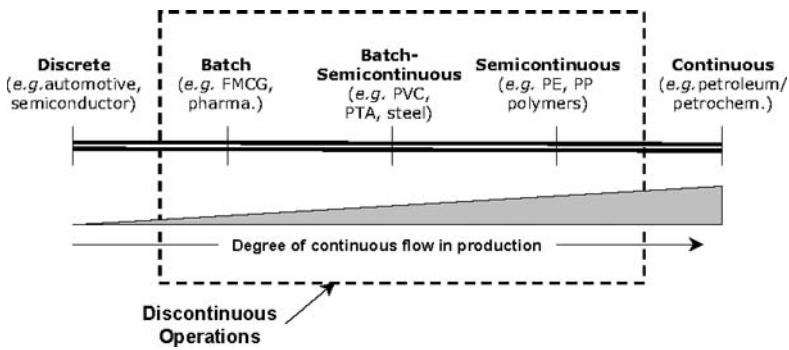 Discrete
(e.g.automotive,
semiconductor)
Batch
(e.g. FMCG,
pharma.)
Batch-
Semicontinuous
(e.g. PVC,
PTA, steel)
Semicontinuous
(e.g. PE, PP
polymers)
Continuous
(e.g.petroleum/
petrochem.)
Degree of continuous flow in production
Discontinuous
Operations